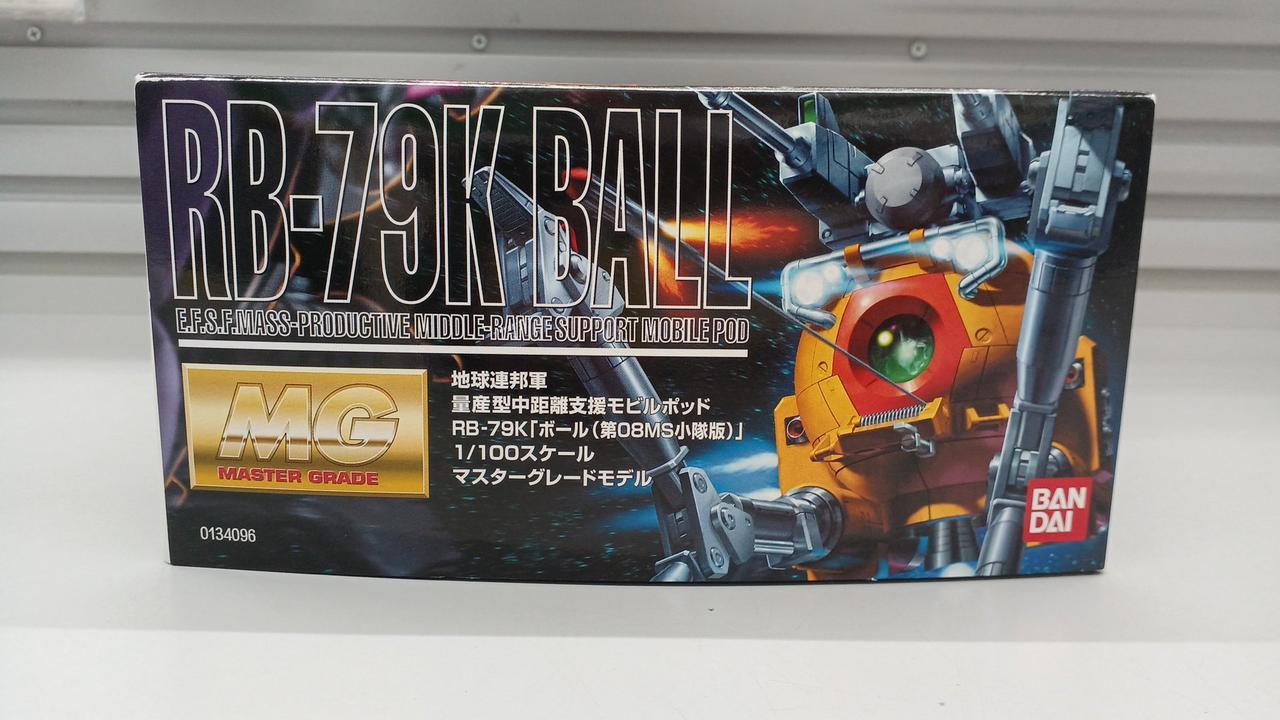 RB-79K BALL
E.F.S.F.MASS-PRODUCTIVE MIDDLE-RANGE SUPPORT MOBILE POD
MG
MASTER GRADE
地球連邦軍
量産型中距離支援モビルポッド
RB-79K「ボール（第08MS小隊版）」
1/100スケール
マスターグレードモデル
0134096
BAN
DAI